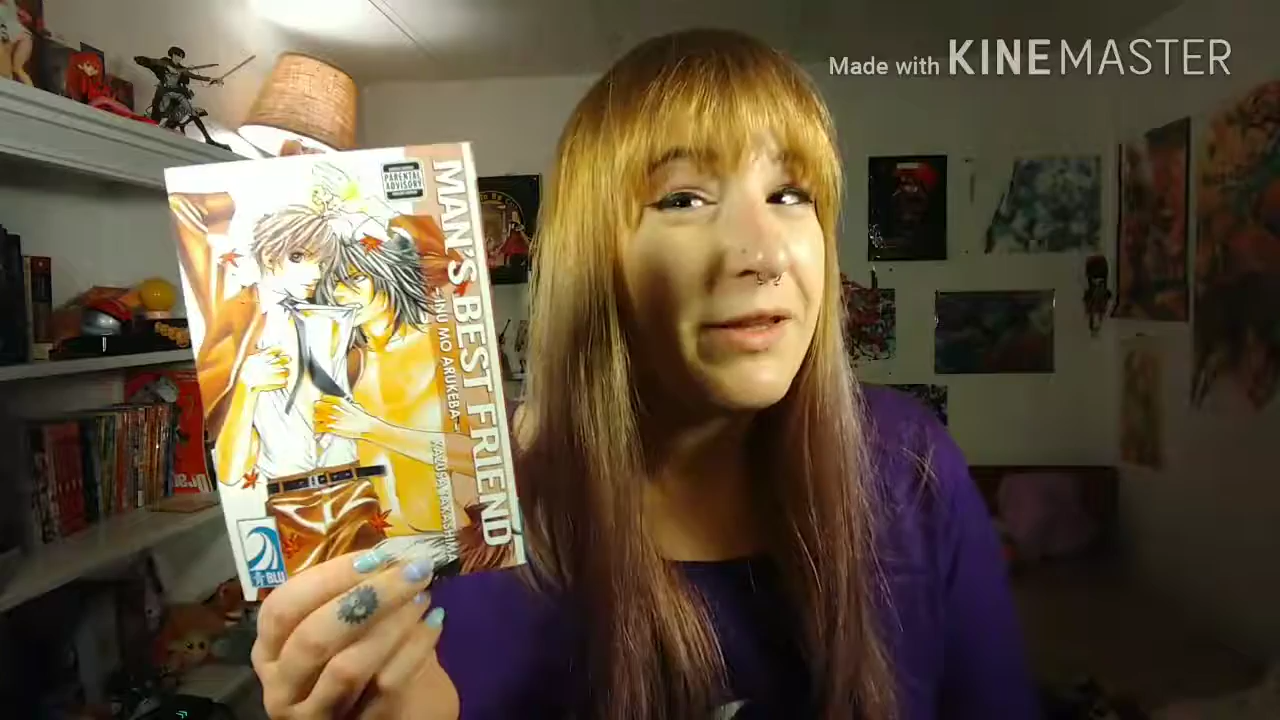 Made with KINEMASTER
PARENTAL
ADVISORY
MAN'S BEST FRIEND
~INU MO ARUKEBA~
KAZUSA TAKASHIMA
BLU